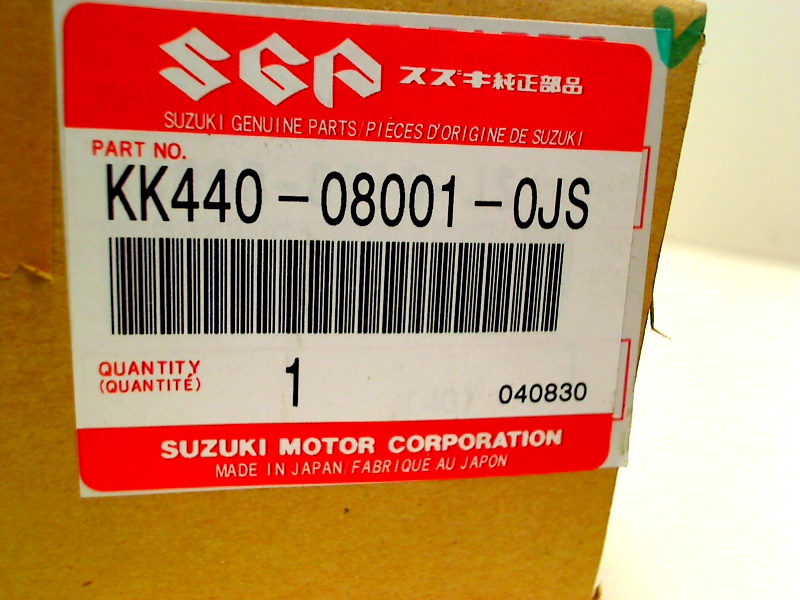 SGP スズキ純正部品
SUZUKI GENUINE PARTS/PIÈCES D'ORIGINE DE SUZUKI
PART NO.
KK440-08001-0JS
QUANTITY
(QUANTITÉ)
1
040830
SUZUKI MOTOR CORPORATION
MADE IN JAPAN/FABRIQUÉ AU JAPON